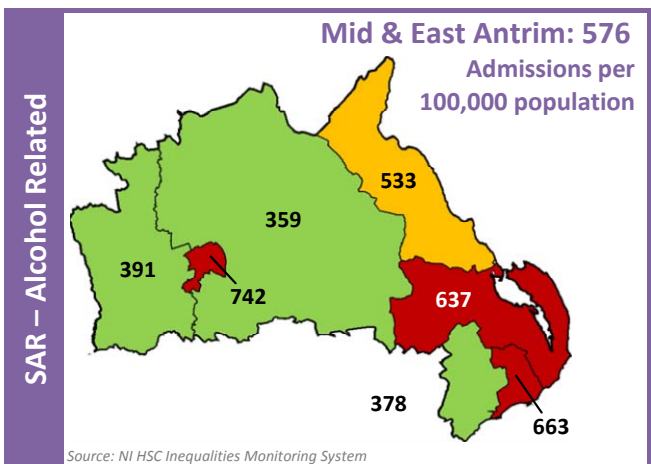 SAR – Alcohol Related
Mid & East Antrim: 576
Admissions per
100,000 population
533
359
391
742
637
378
663
Source: NI HSC Inequalities Monitoring System